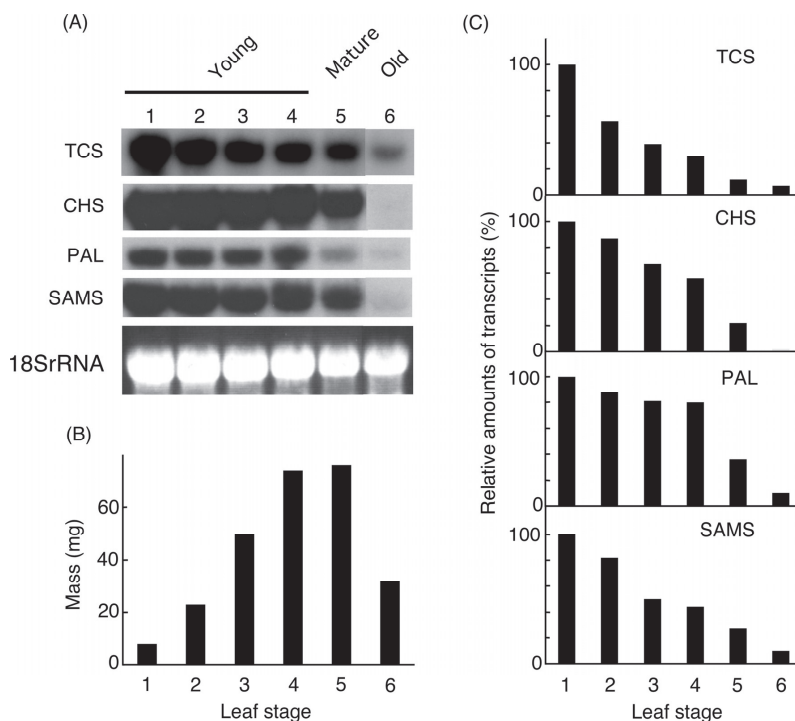 (A)
Young
Mature
Old
1 2 3 4 5 6
TCS
CHS
PAL
SAMS
18SrRNA
(B)
Mass (mg)
60
40
20
0
1 2 3 4 5 6
Leaf stage
(C)
Relative amounts of transcripts (%)
TCS
100
0
CHS
100
0
PAL
100
0
SAMS
100
0
1 2 3 4 5 6
Leaf stage